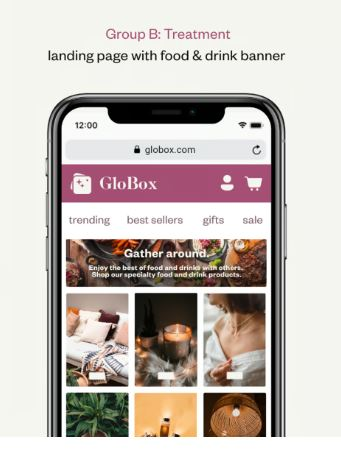 Group B: Treatment
landing page with food & drink banner
12:00
globox.com
GloBox
trending best sellers gifts sale
Gather around.
Enjoy the best of food and drinks with others.
Shop our specialty food and drink products.